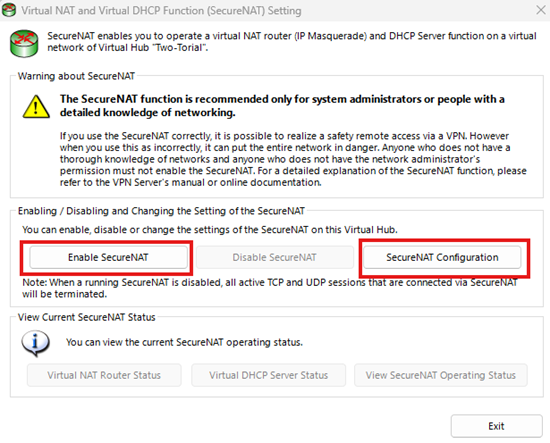 Virtual NAT and Virtual DHCP Function (SecureNAT) Setting
SecureNAT enables you to operate a virtual NAT router (IP Masquerade) and DHCP Server function on a virtual
network of Virtual Hub "Two-Torial".
Warning about SecureNAT
The SecureNAT function is recommended only for system administrators or people with a
detailed knowledge of networking.
If you use the SecureNAT correctly, it is possible to realize a safety remote access via a VPN. However
when you use this as incorrectly, it can put the entire network in danger. Anyone who does not have a
thorough knowledge of networks and anyone who does not have the network administrator's
permission must not enable the SecureNAT. For a detailed explanation of the SecureNAT function, please
refer to the VPN Server's manual or online documentation.
Enabling / Disabling and Changing the Setting of the SecureNAT
You can enable, disable or change the settings of the SecureNAT on this Virtual Hub.
Enable SecureNAT
Disable SecureNAT
SecureNAT Configuration
Note: When a running SecureNAT is disabled, all active TCP and UDP sessions that are connected via SecureNAT
will be terminated.
View Current SecureNAT Status
You can view the current SecureNAT operating status.
Virtual NAT Router Status
Virtual DHCP Server Status
View SecureNAT Operating Status
Exit